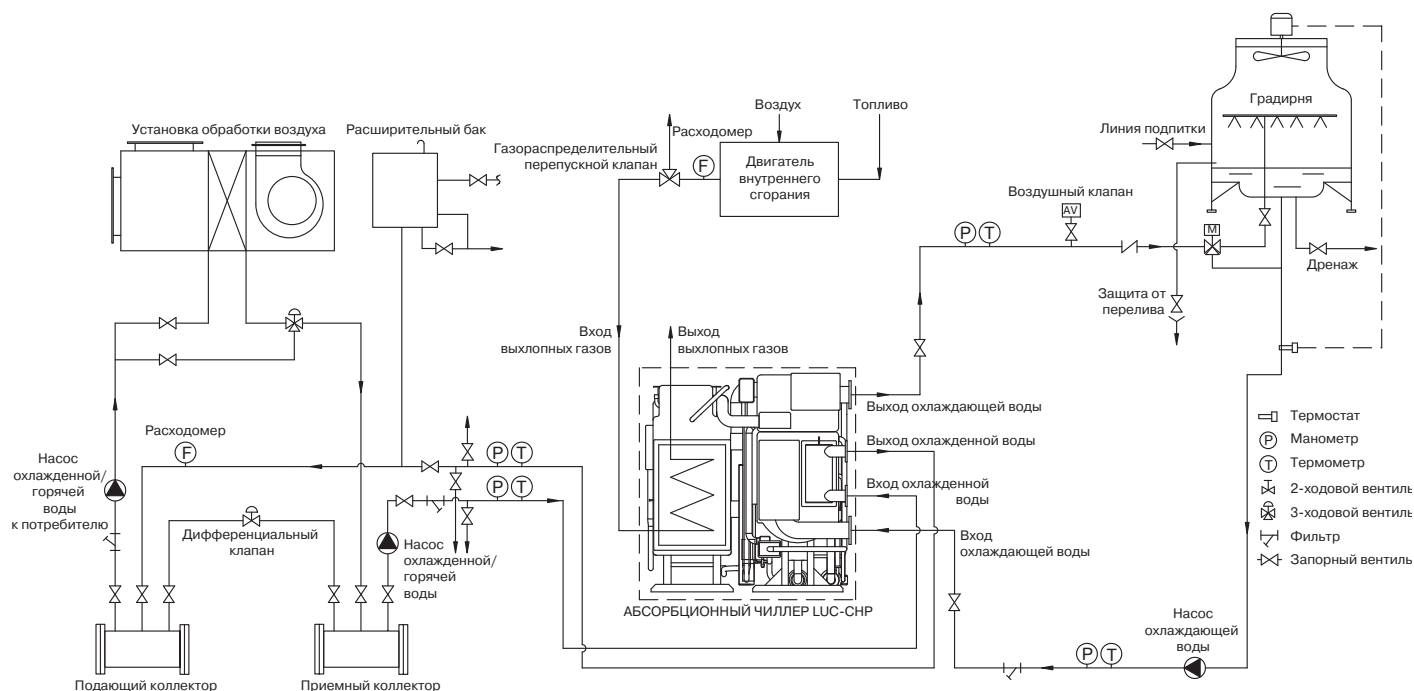 Установка обработки воздуха
Расширительный бак
Газораспределительный
перепускной клапан
Расходомер
F
Воздух
Топливо
Двигатель
внутреннего
сгорания
Градирня
Линия подпитки
Воздушный клапан
AV
P
T
M
Дренаж
Защита от
перелива
Вход
выхлопных газов
Выход
выхлопных газов
Выход охлаждающей воды
Выход охлажденной воды
Вход охлажденной
воды
Вход
охлаждающей воды
Расходомер
F
P
T
P
T
Насос
охлажденной/
горячей
воды
к потребителю
Дифференциальный
клапан
Насос
охлажденной/
горячей
воды
АБСОРБЦИОННЫЙ ЧИЛЛЕР LUC-CHP
Подающий коллектор
Приемный коллектор
Насос
охлаждающей
воды
P
T
Термостат
P Манометр
T Термометр
2-ходовой вентиль
3-ходовой вентиль
Фильтр
Запорный вентиль